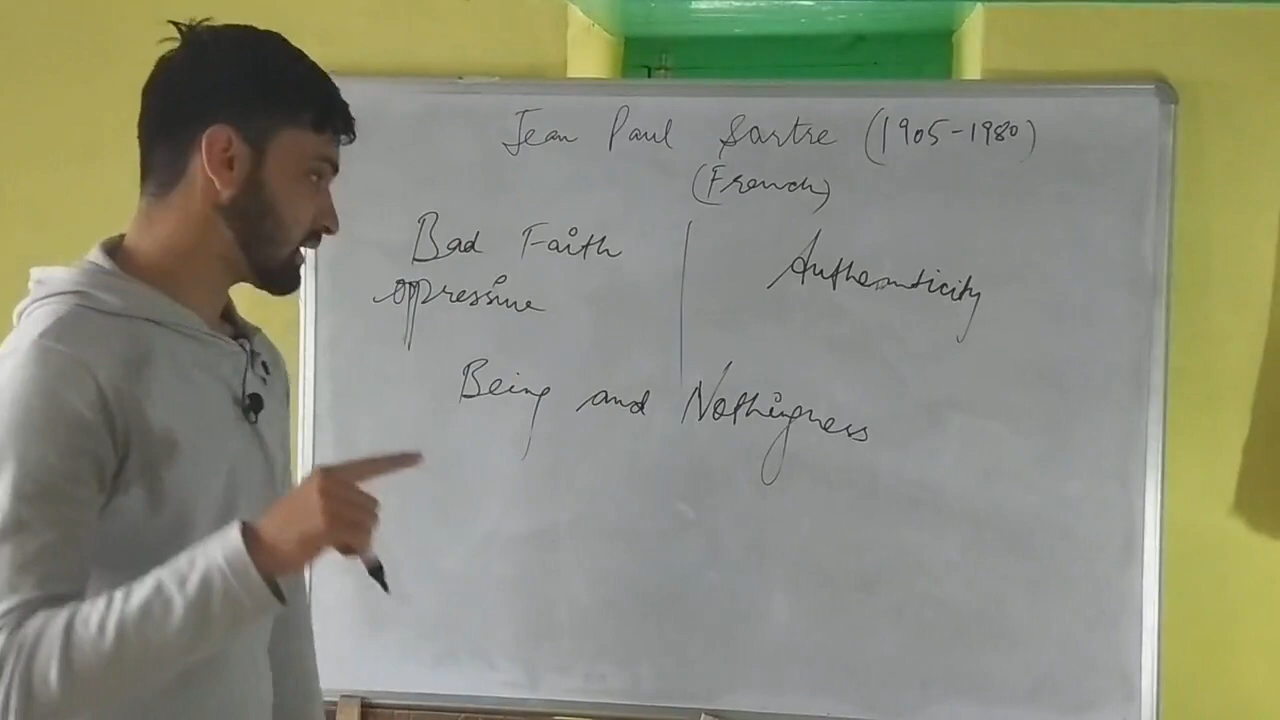 Jean Paul Sartre (1905-1980)
(French)
Bad Faith
oppressive
Authenticity
Being and Nothingness